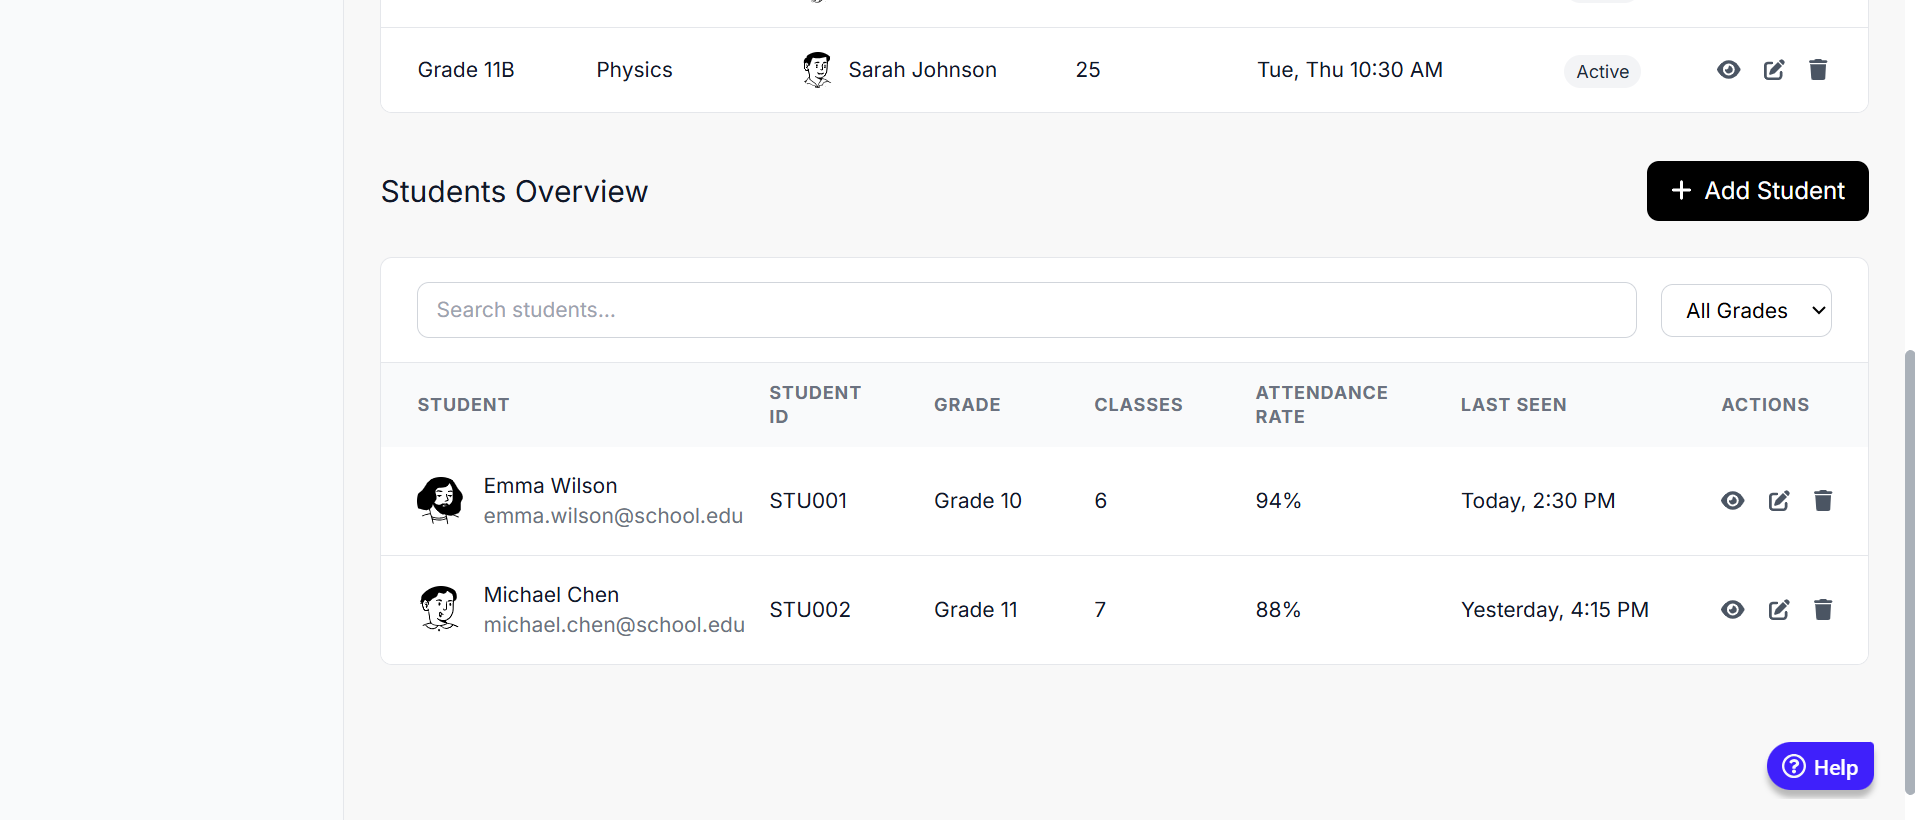 Grade 11B Physics Sarah Johnson 25 Tue, Thu 10:30 AM Active
Students Overview
+ Add Student
Search students...
All Grades
STUDENT STUDENT ID GRADE CLASSES ATTENDANCE RATE LAST SEEN ACTIONS
Emma Wilson
emma.wilson@school.edu
STU001 Grade 10 6 94% Today, 2:30 PM
Michael Chen
michael.chen@school.edu
STU002 Grade 11 7 88% Yesterday, 4:15 PM
? Help